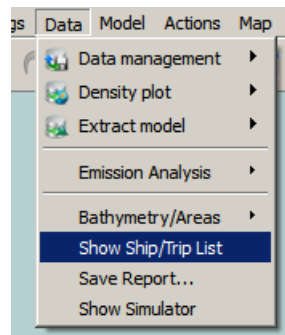 gs Data Model Actions Map
Data management
Density plot
Extract model
Emission Analysis
Bathymetry/Areas
Show Ship/Trip List
Save Report...
Show Simulator